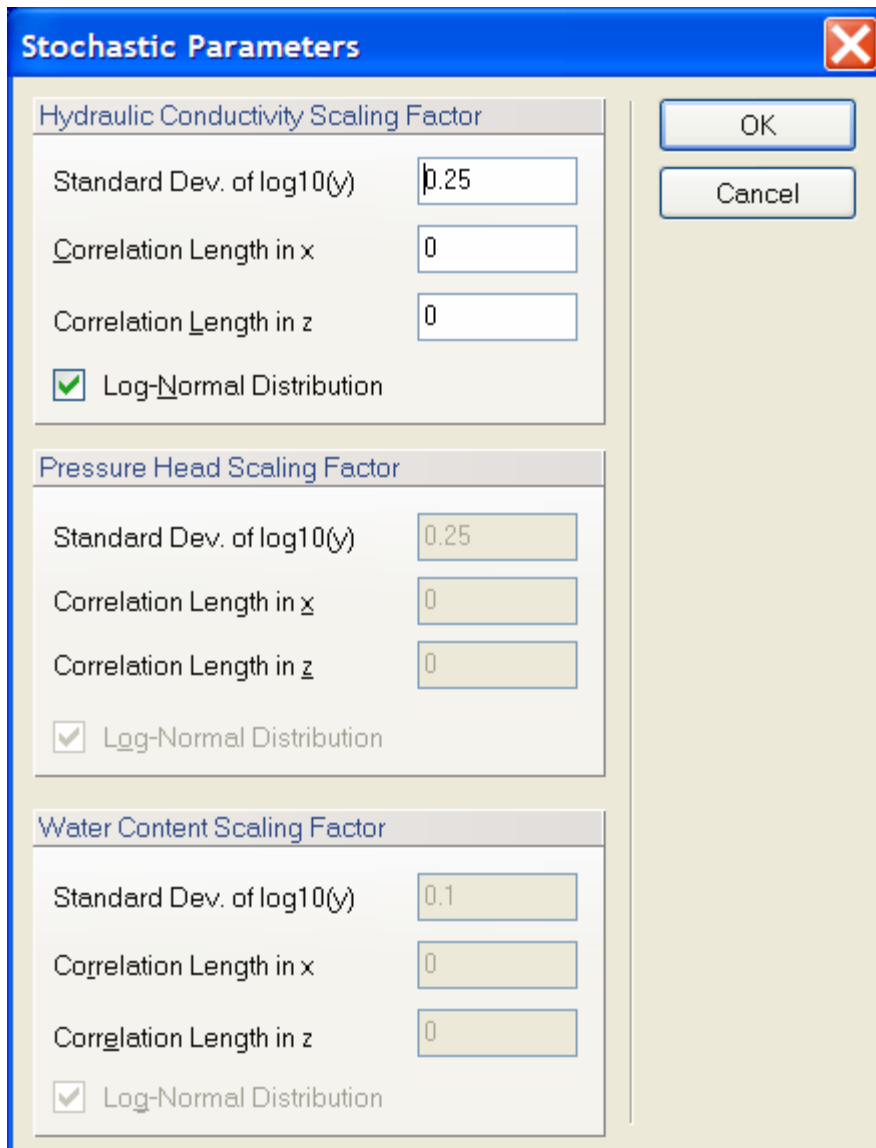 Stochastic Parameters
Hydraulic Conductivity Scaling Factor
OK
Standard Dev. of log10(y) 0.25
Cancel
Correlation Length in x 0
Correlation Length in z 0
Log-Normal Distribution
Pressure Head Scaling Factor
Standard Dev. of log10(y) 0.25
Correlation Length in x 0
Correlation Length in z 0
Log-Normal Distribution
Water Content Scaling Factor
Standard Dev. of log10(y) 0.1
Correlation Length in x 0
Correlation Length in z 0
Log-Normal Distribution